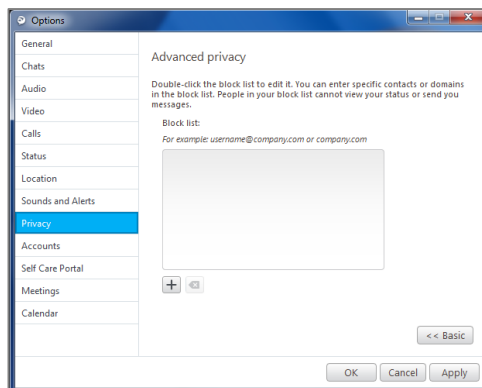 Options
General
Chats
Audio
Video
Calls
Status
Location
Sounds and Alerts
Privacy
Accounts
Self Care Portal
Meetings
Calendar
Advanced privacy
Double-click the block list to edit it. You can enter specific contacts or domains
in the block list. People in your block list cannot view your status or send you
messages.
Block list:
For example: username@company.com or company.com
<< Basic
OK Cancel Apply